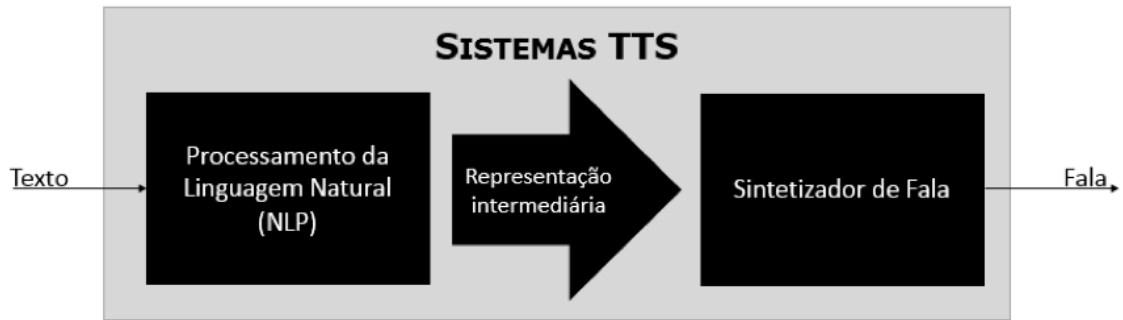 SISTEMAS TTS
Texto
Processamento da
Linguagem Natural
(NLP)
Representação
intermediária
Sintetizador de Fala
Fala